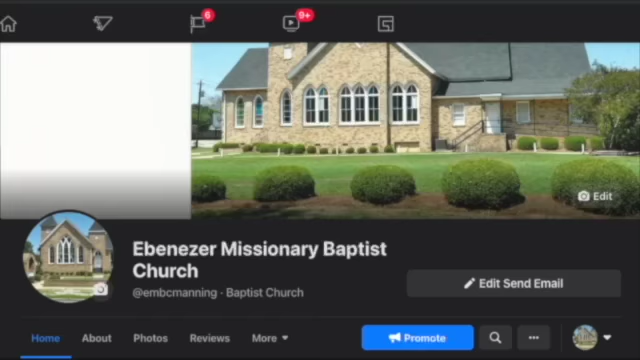 6
9+
Edit
Ebenezer Missionary Baptist
Church
@embcmanning · Baptist Church
Edit Send Email
Home
About
Photos
Reviews
More
Promote